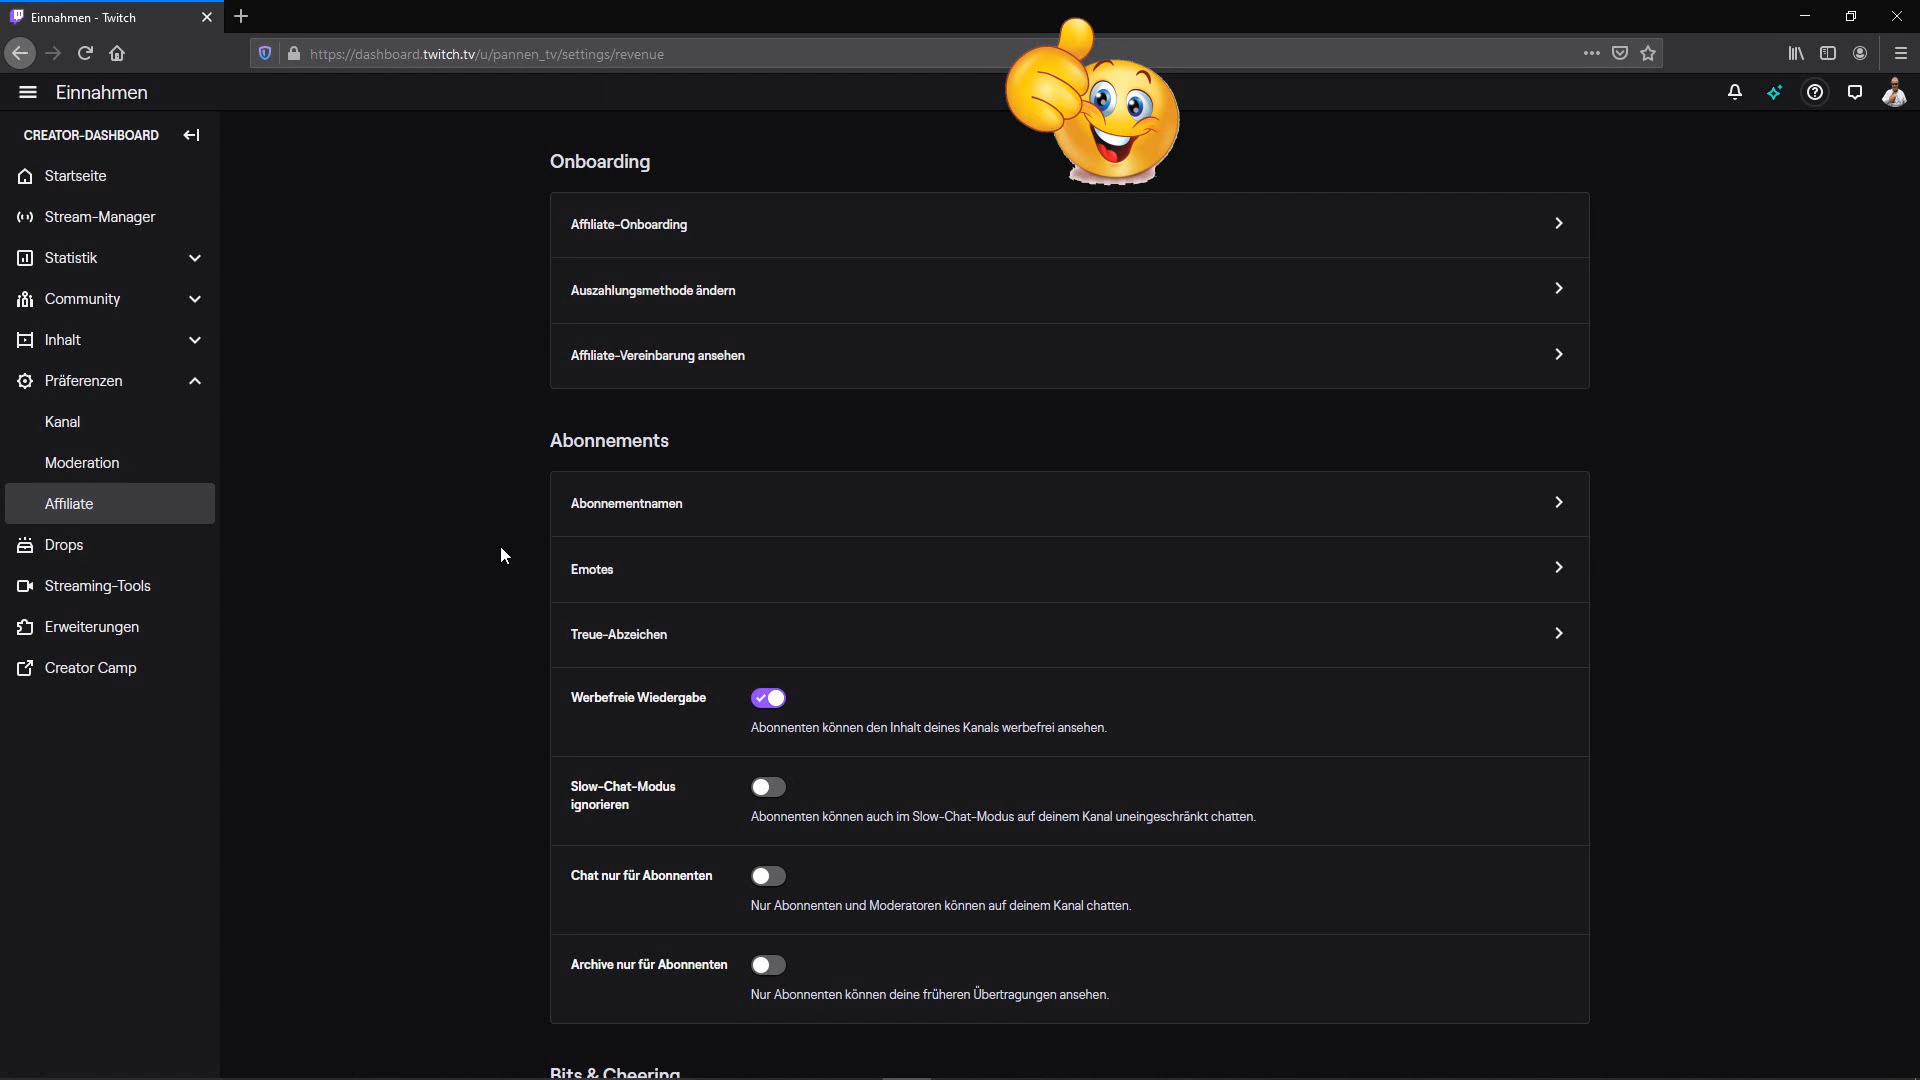 Einnahmen - Twitch
https://dashboard.twitch.tv/u/pannen_tv/settings/revenue
Einnahmen
CREATOR-DASHBOARD
Startseite
Stream-Manager
Statistik
Community
Inhalt
Präferenzen
Kanal
Moderation
Affiliate
Drops
Streaming-Tools
Erweiterungen
Creator Camp
Onboarding
Affiliate-Onboarding
Auszahlungsmethode ändern
Affiliate-Vereinbarung ansehen
Abonnements
Abonnementnamen
Emotes
Treue-Abzeichen
Werbefreie Wiedergabe
Abonnenten können den Inhalt deines Kanals werbefrei ansehen.
Slow-Chat-Modus
ignorieren
Abonnenten können auch im Slow-Chat-Modus auf deinem Kanal uneingeschränkt chatten.
Chat nur für Abonnenten
Nur Abonnenten und Moderatoren können auf deinem Kanal chatten.
Archive nur für Abonnenten
Nur Abonnenten können deine früheren Übertragungen ansehen.
Bits & Cheering